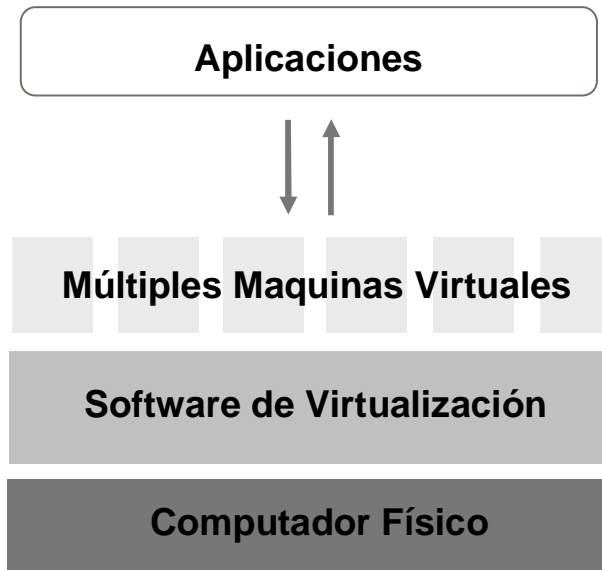 Aplicaciones
Múltiples Maquinas Virtuales
Software de Virtualización
Computador Físico